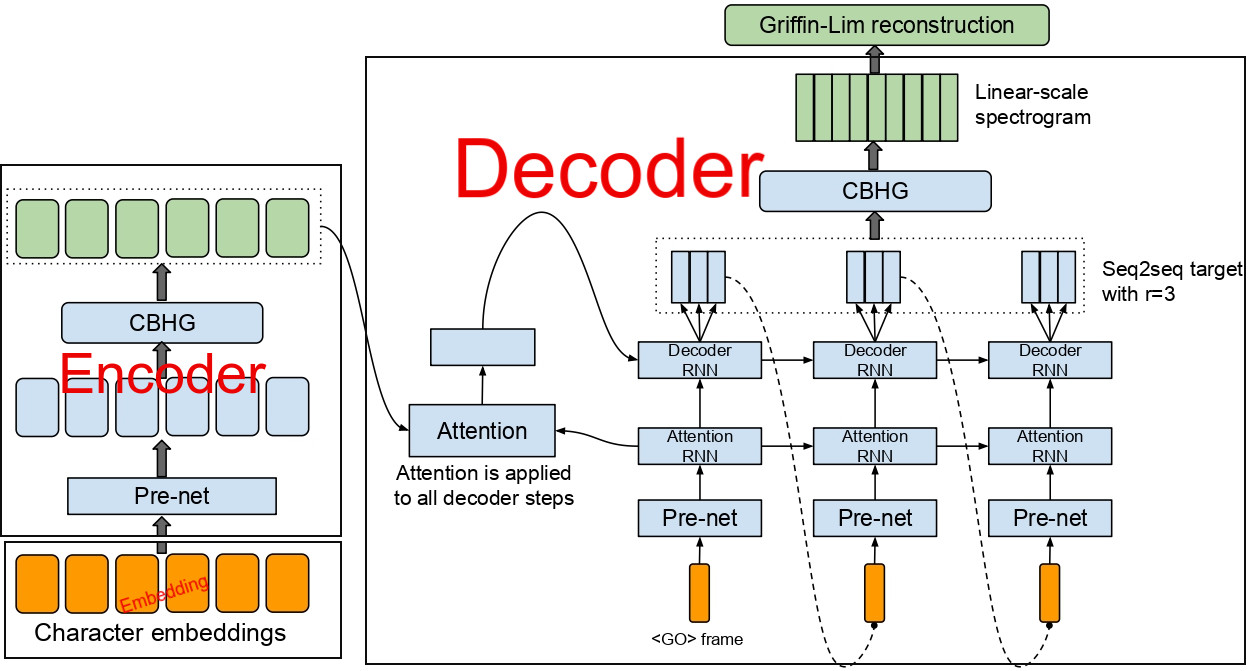 Griffin-Lim reconstruction
Linear-scale
spectrogram
Decoder
CBHG
Seq2seq target
with r=3
CBHG
Encoder
Pre-net
Embedding
Character embeddings
Attention
Attention is applied
to all decoder steps
Decoder
RNN
Decoder
RNN
Decoder
RNN
Attention
RNN
Attention
RNN
Attention
RNN
Pre-net
Pre-net
Pre-net
<GO> frame